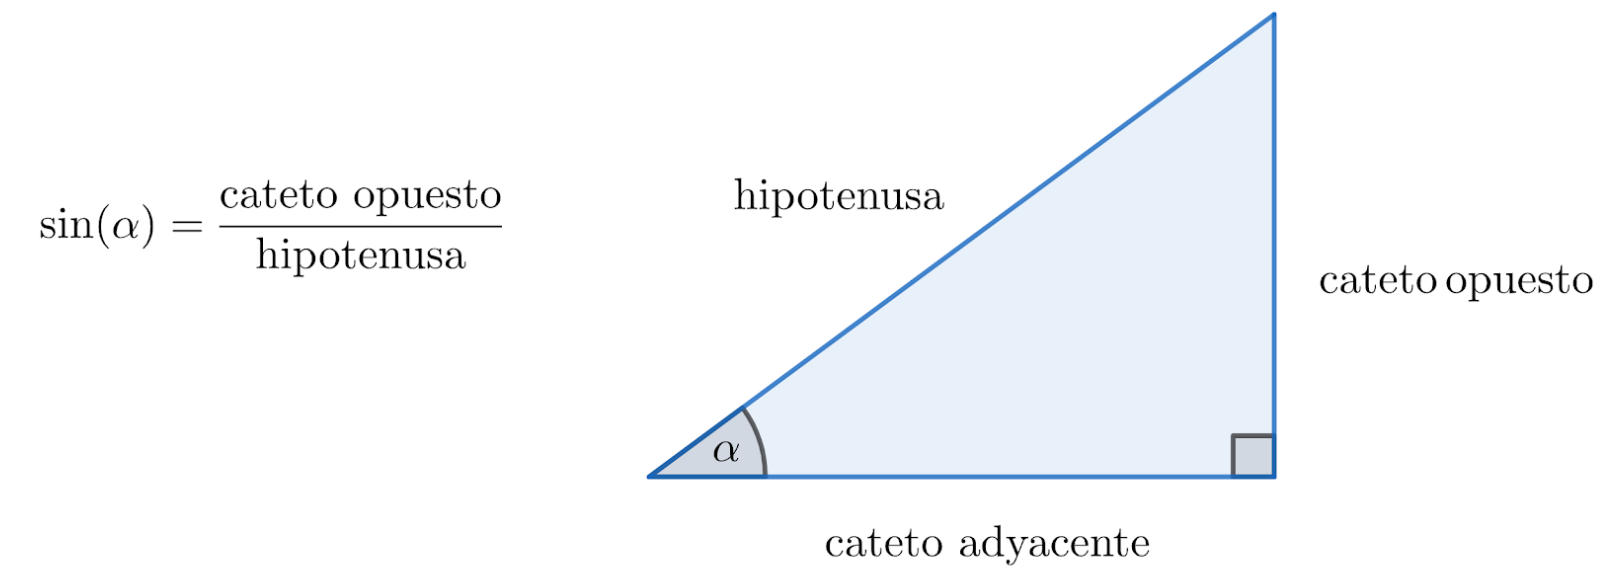 sin(α) = cateto opuesto / hipotenusa
hipotenusa
cateto opuesto
α
cateto adyacente